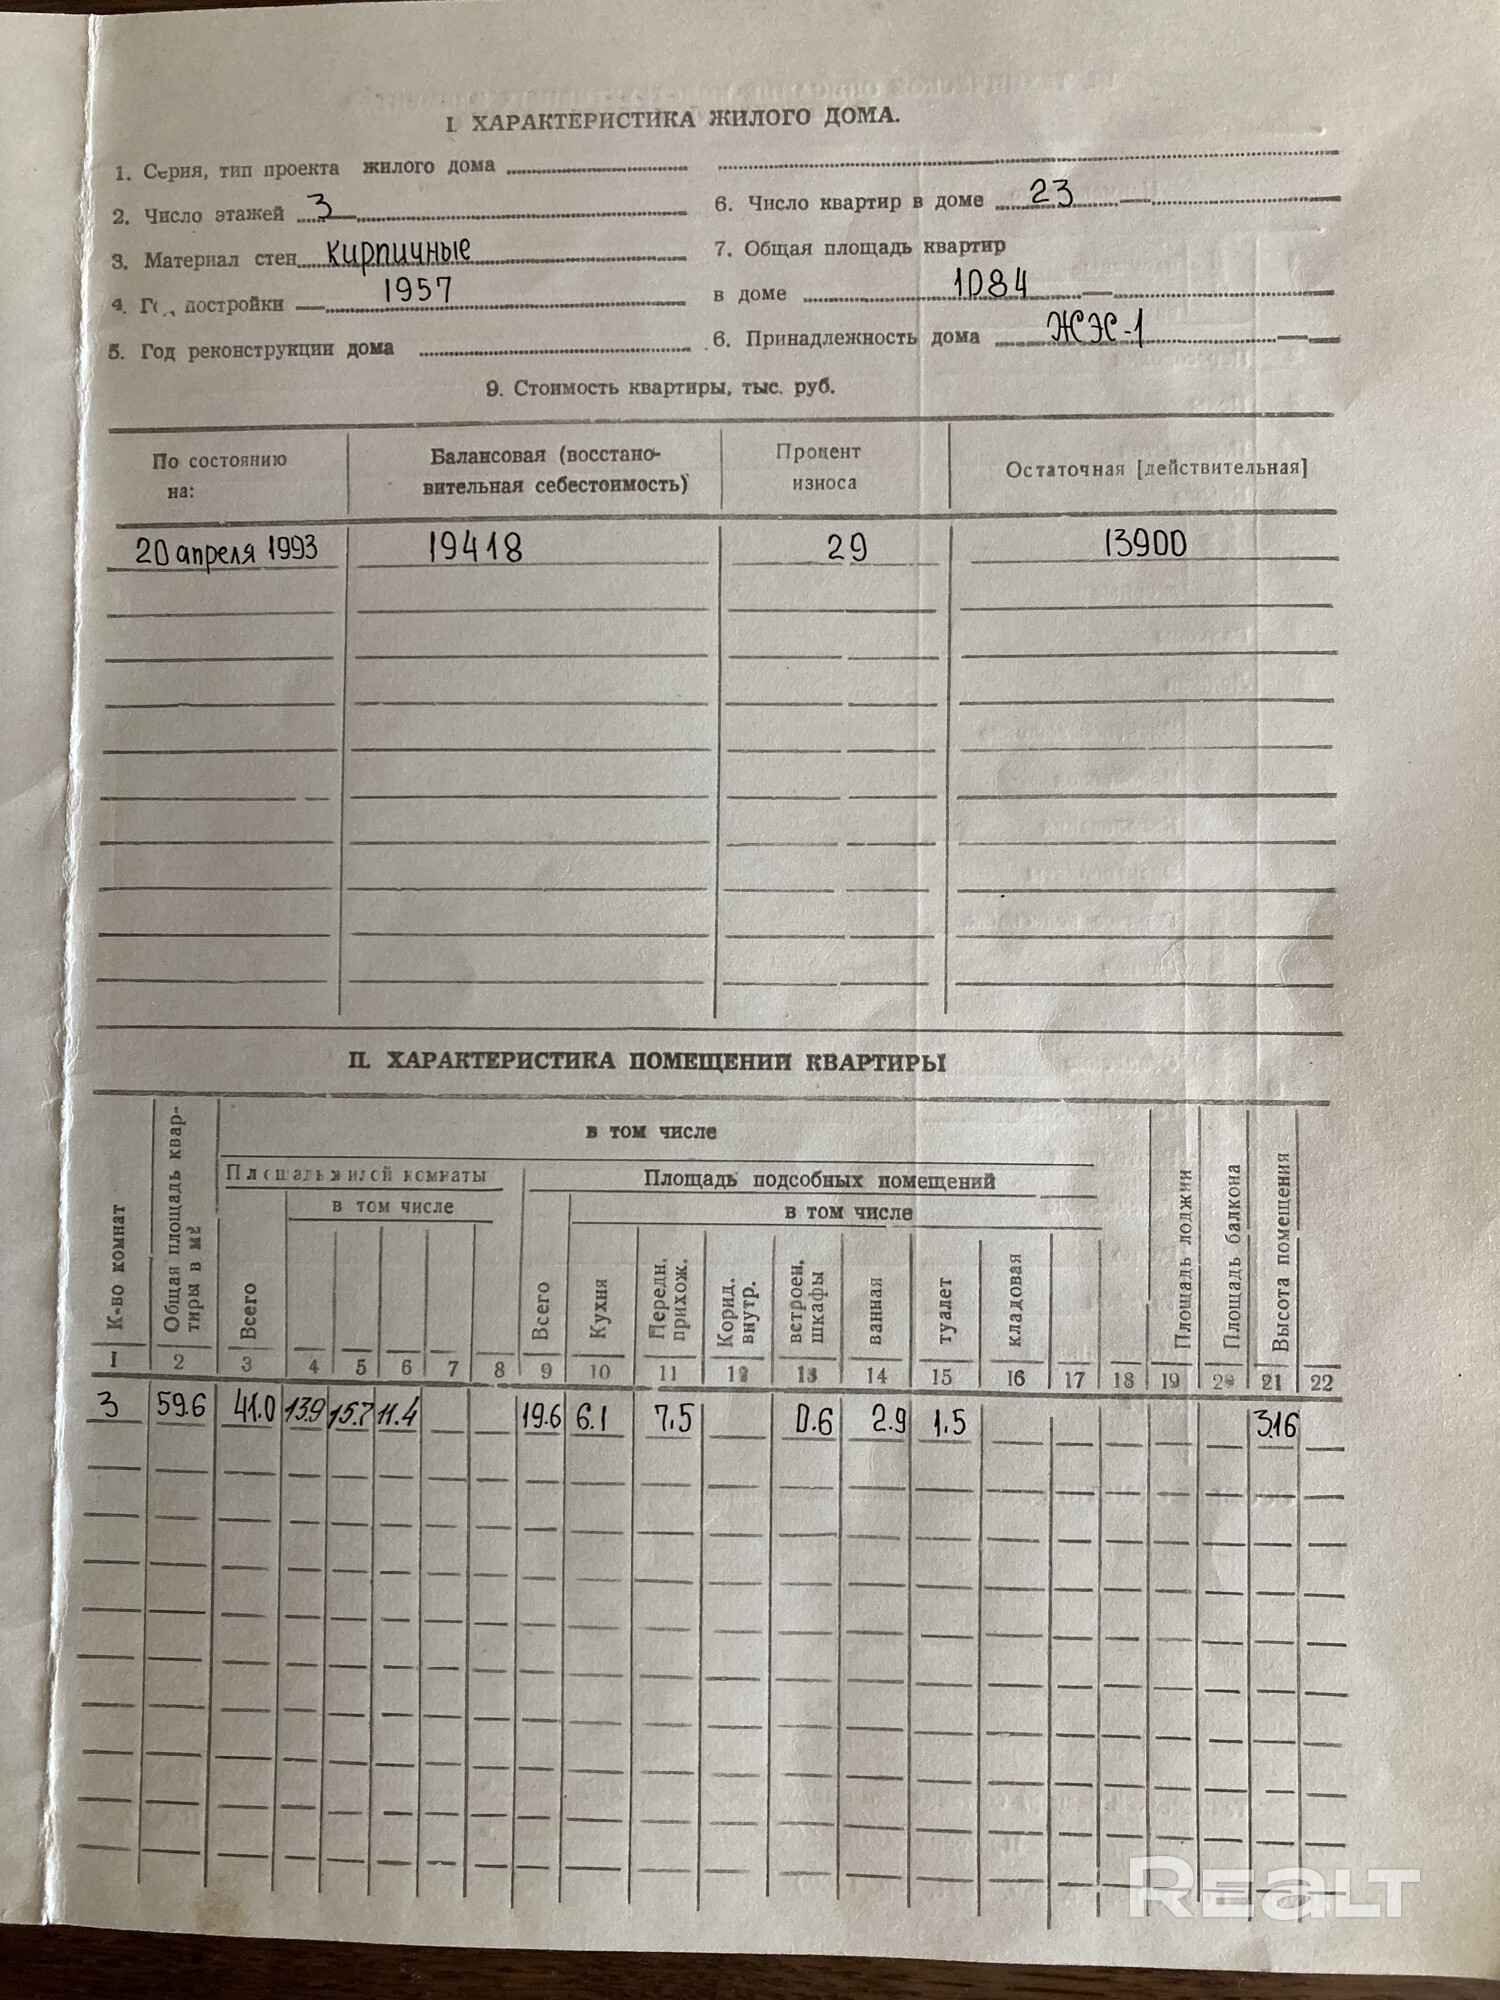 I. ХАРАКТЕРИСТИКА ЖИЛОГО ДОМА.
1. Серия, тип проекта жилого дома
2. Число этажей 3
3. Материал стен кирпичные
4. постройки 1957
5. Год реконструкции дома
6. Число квартир в доме 23
7. Общая площадь квартир
в доме 1084
6. Принадлежность дома ЖЭС-1
9. Стоимость квартиры, тыс. руб.
По состоянию на:
Балансовая (восстано-
вительная себестоимость)
Процент износа
Остаточная [действительная]
20 апреля 1993 19418 29 13900
II. ХАРАКТЕРИСТИКА ПОМЕЩЕНИЙ КВАРТИРЫ
в том числе
Площадь жилой комнаты
Площадь подсобных помещений
в том числе
в том числе
К-во комнат
Общая площадь квар-
тиры в м2
Всего
Всего
Кухня
Передн. прихож.
Корид. внутр.
встроен. шкафы
ванная
туалет
кладовая
Площадь лоджии
Площадь балкона
Высота помещения
1 2 3 4 5 6 7 8 9 10 11 12 13 14 15 16 17 18 19 20 21 22
3 59.6 41.0 13.9 15.7 11.4 19.6 6.1 7.5 0.6 2.9 1.5 3.16
REALT